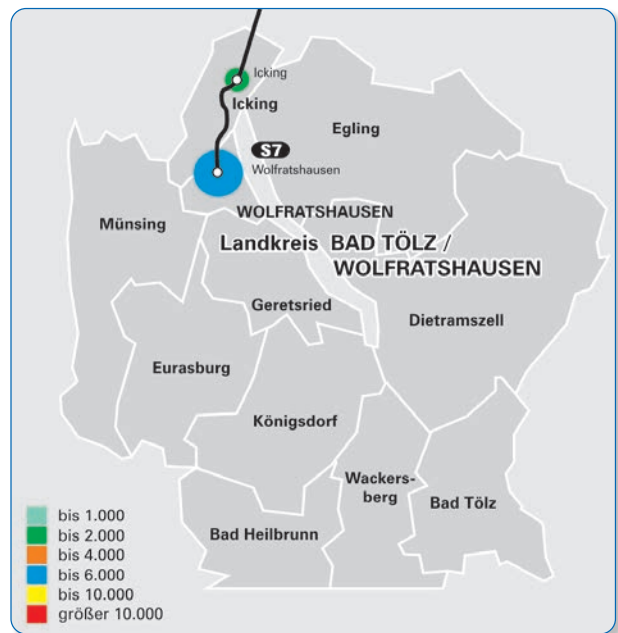 Icking
Icking
Egling
S7
Wolfratshausen
WOLFRATSHAUSEN
Münsing
Landkreis BAD TÖLZ /
WOLFRATSHAUSEN
Geretsried
Dietramszell
Eurasburg
Königsdorf
Wackers-
berg
Bad Tölz
Bad Heilbrunn
bis 1.000
bis 2.000
bis 4.000
bis 6.000
bis 10.000
größer 10.000